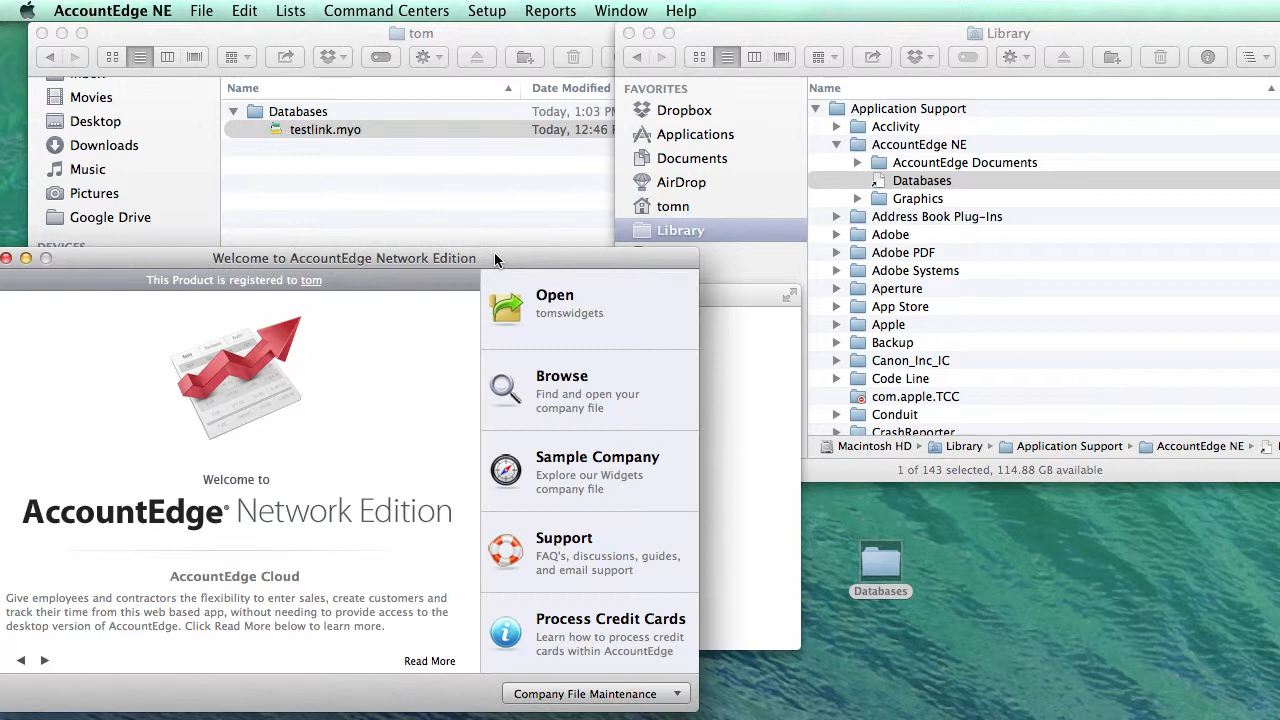 AccountEdge NE File Edit Lists Command Centers Setup Reports Window Help
tom
Name Date Modified
Movies
Desktop
Downloads
Music
Pictures
Google Drive
Databases Today, 1:03 PM
testlink.myo Today, 12:46
Library
FAVORITES
Dropbox
Applications
Documents
AirDrop
tomn
Library
Name
Application Support
Acclivity
AccountEdge NE
AccountEdge Documents
Databases
Graphics
Address Book Plug-Ins
Adobe
Adobe PDF
Adobe Systems
Aperture
App Store
Apple
Backup
Canon_Inc_IC
Code Line
com.apple.TCC
Conduit
CrashReporter
Macintosh HD Library Application Support AccountEdge NE
1 of 143 selected, 114.88 GB available
Welcome to AccountEdge Network Edition
This Product is registered to tom
Welcome to
AccountEdge® Network Edition
AccountEdge Cloud
Give employees and contractors the flexibility to enter sales, create customers and
track their time from this web based app, without needing to provide access to the
desktop version of AccountEdge. Click Read More below to learn more.
Read More
Open
tomswidgets
Browse
Find and open your
company file
Sample Company
Explore our Widgets
company file
Support
FAQ's, discussions, guides,
and email support
Process Credit Cards
Learn how to process credit
cards within AccountEdge
Company File Maintenance
Databases